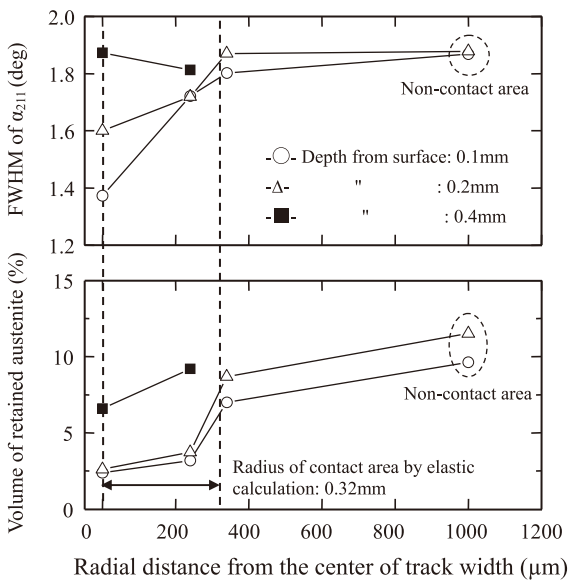 2.0
1.8
1.6
1.4
1.2
FWHM of α₂₁₁ (deg)
Non-contact area
Depth from surface: 0.1mm
" : 0.2mm
" : 0.4mm
15
10
5
0
Volume of retained austenite (%)
Non-contact area
Radius of contact area by elastic
calculation: 0.32mm
0 200 400 600 800 1000 1200
Radial distance from the center of track width (µm)